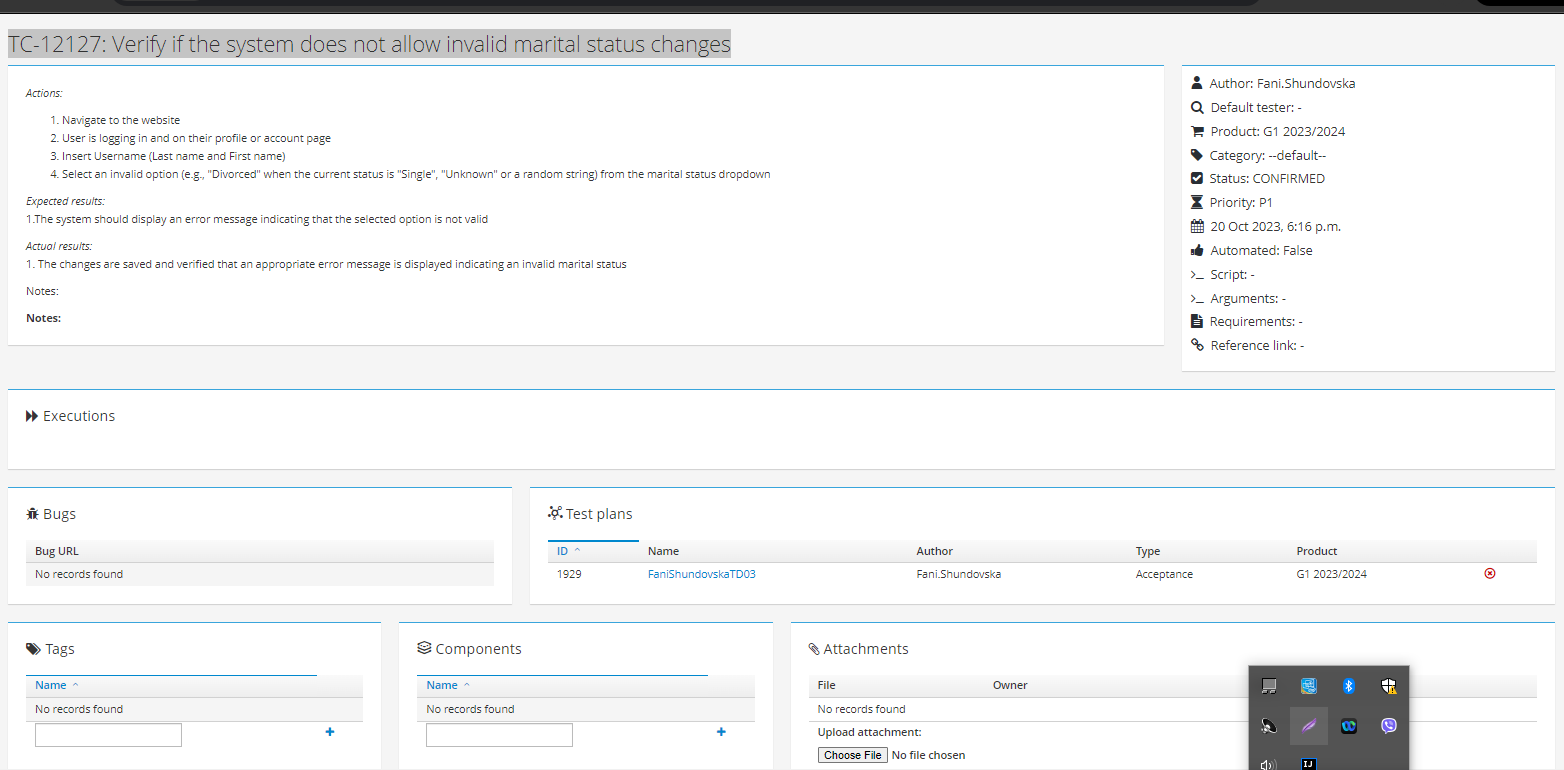 TC-12127: Verify if the system does not allow invalid marital status changes
Actions:
1. Navigate to the website
2. User is logging in and on their profile or account page
3. Insert Username (Last name and First name)
4. Select an invalid option (e.g., "Divorced" when the current status is "Single", "Unknown" or a random string) from the marital status dropdown
Expected results:
1.The system should display an error message indicating that the selected option is not valid
Actual results:
1. The changes are saved and verified that an appropriate error message is displayed indicating an invalid marital status
Notes:
Notes:
Author: Fani.Shundovska
Default tester: -
Product: G1 2023/2024
Category: --default--
Status: CONFIRMED
Priority: P1
20 Oct 2023, 6:16 p.m.
Automated: False
Script: -
Arguments: -
Requirements: -
Reference link: -
Executions
Bugs
Bug URL
No records found
Test plans
ID Name Author Type Product
1929 FaniShundovskaTD03 Fani.Shundovska Acceptance G1 2023/2024
Tags
Name
No records found
Components
Name
No records found
Attachments
File Owner
No records found
Upload attachment:
Choose File No file chosen
IJ